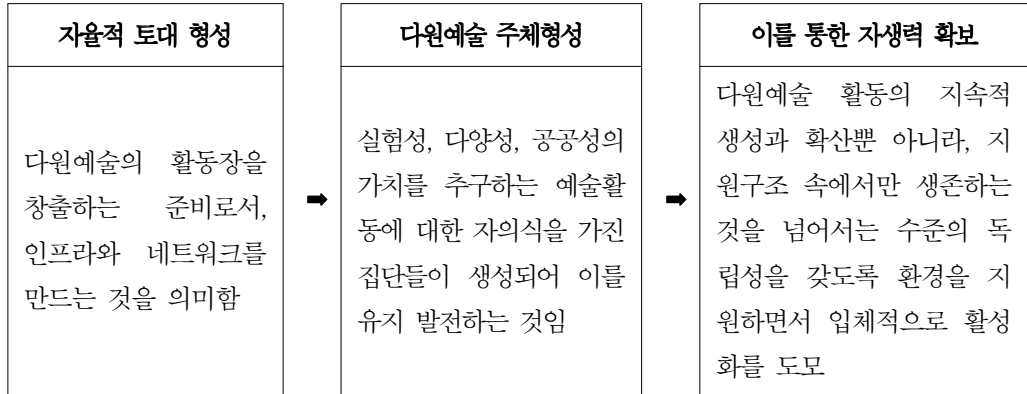 자율적 토대 형성
다원예술의 활동장을
창출하는 준비로서,
인프라와 네트워크를
만드는 것을 의미함
➡
다원예술 주체형성
실험성, 다양성, 공공성의
가치를 추구하는 예술활
동에 대한 자의식을 가진
집단들이 생성되어 이를
유지 발전하는 것임
➡
이를 통한 자생력 확보
다원예술 활동의 지속적
생성과 확산뿐 아니라, 지
원구조 속에서만 생존하는
것을 넘어서는 수준의 독
립성을 갖도록 환경을 지
원하면서 입체적으로 활성
화를 도모